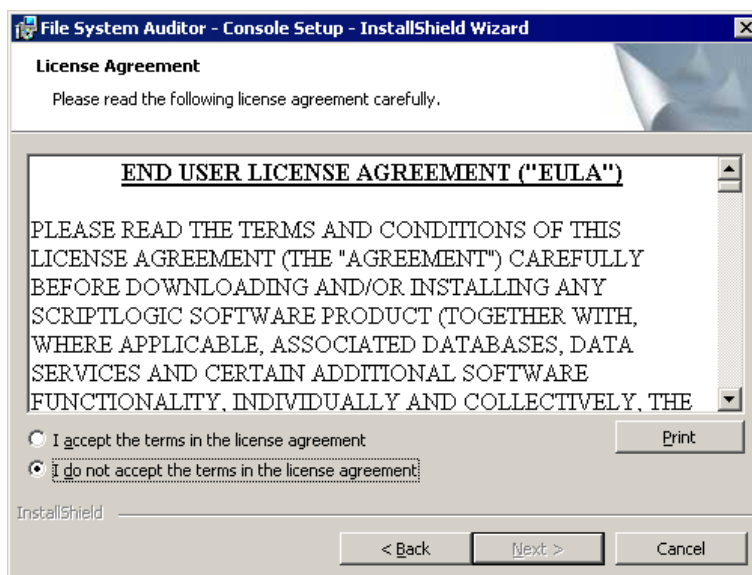 File System Auditor - Console Setup - InstallShield Wizard
License Agreement
Please read the following license agreement carefully.
END USER LICENSE AGREEMENT ("EULA")
PLEASE READ THE TERMS AND CONDITIONS OF THIS
LICENSE AGREEMENT (THE "AGREEMENT") CAREFULLY
BEFORE DOWNLOADING AND/OR INSTALLING ANY
SCRIPTLOGIC SOFTWARE PRODUCT (TOGETHER WITH,
WHERE APPLICABLE, ASSOCIATED DATABASES, DATA
SERVICES AND CERTAIN ADDITIONAL SOFTWARE
FUNCTIONALITY, INDIVIDUALLY AND COLLECTIVELY, THE
I accept the terms in the license agreement
Print
I do not accept the terms in the license agreement
InstallShield
< Back
Next >
Cancel